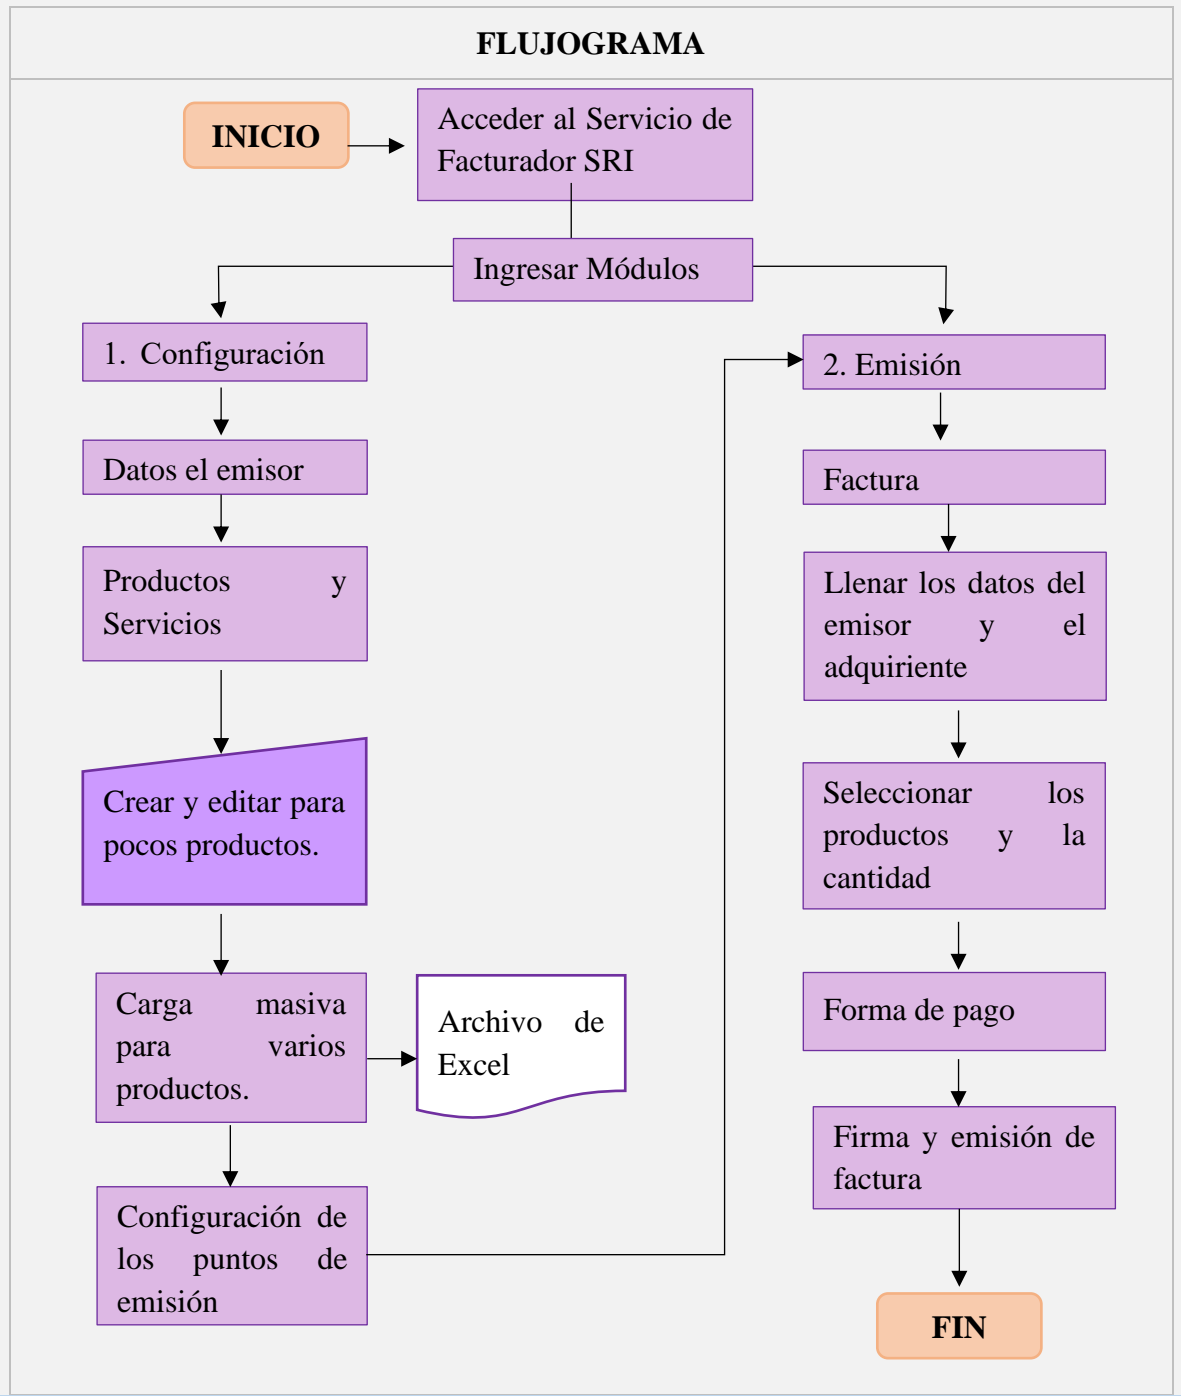 FLUJOGRAMA
INICIO
Acceder al Servicio de
Facturador SRI
Ingresar Módulos
1. Configuración
Datos el emisor
Productos y
Servicios
Crear y editar para
pocos productos.
Carga masiva
para varios
productos.
Archivo de
Excel
Configuración de
los puntos de
emisión
2. Emisión
Factura
Llenar los datos del
emisor y el
adquiriente
Seleccionar los
productos y la
cantidad
Forma de pago
Firma y emisión de
factura
FIN